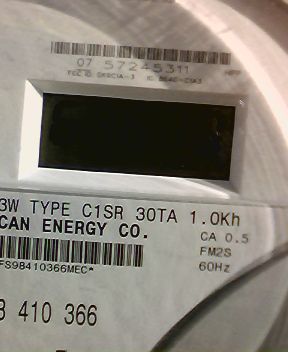 07 57245311
3W TYPE C1SR 30TA 1.0Kh
CAN ENERGY CO.
CA 0.5
FM2S
60Hz
FS98410366MEC*
3 410 366